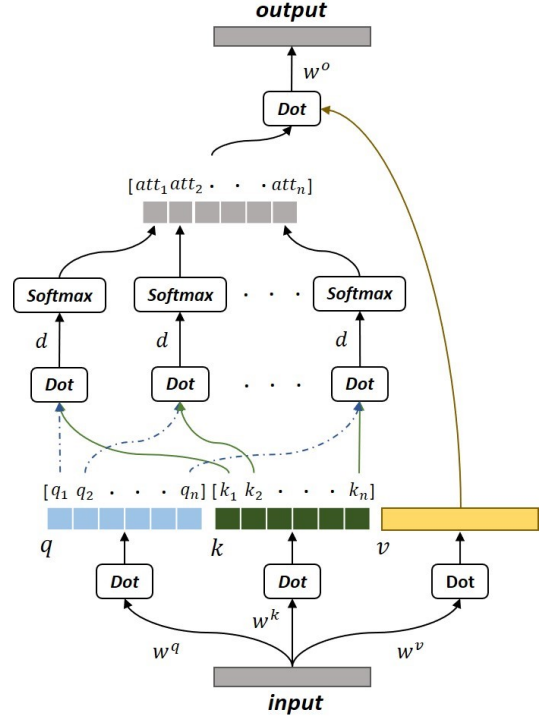 output
w^o
Dot
[att_1 att_2 · · · att_n]
Softmax Softmax · · · Softmax
d d d
Dot Dot · · · Dot
[q_1 q_2 · · · q_n] [k_1 k_2 · · · k_n]
q k v
Dot Dot Dot
w^q w^k w^v
input